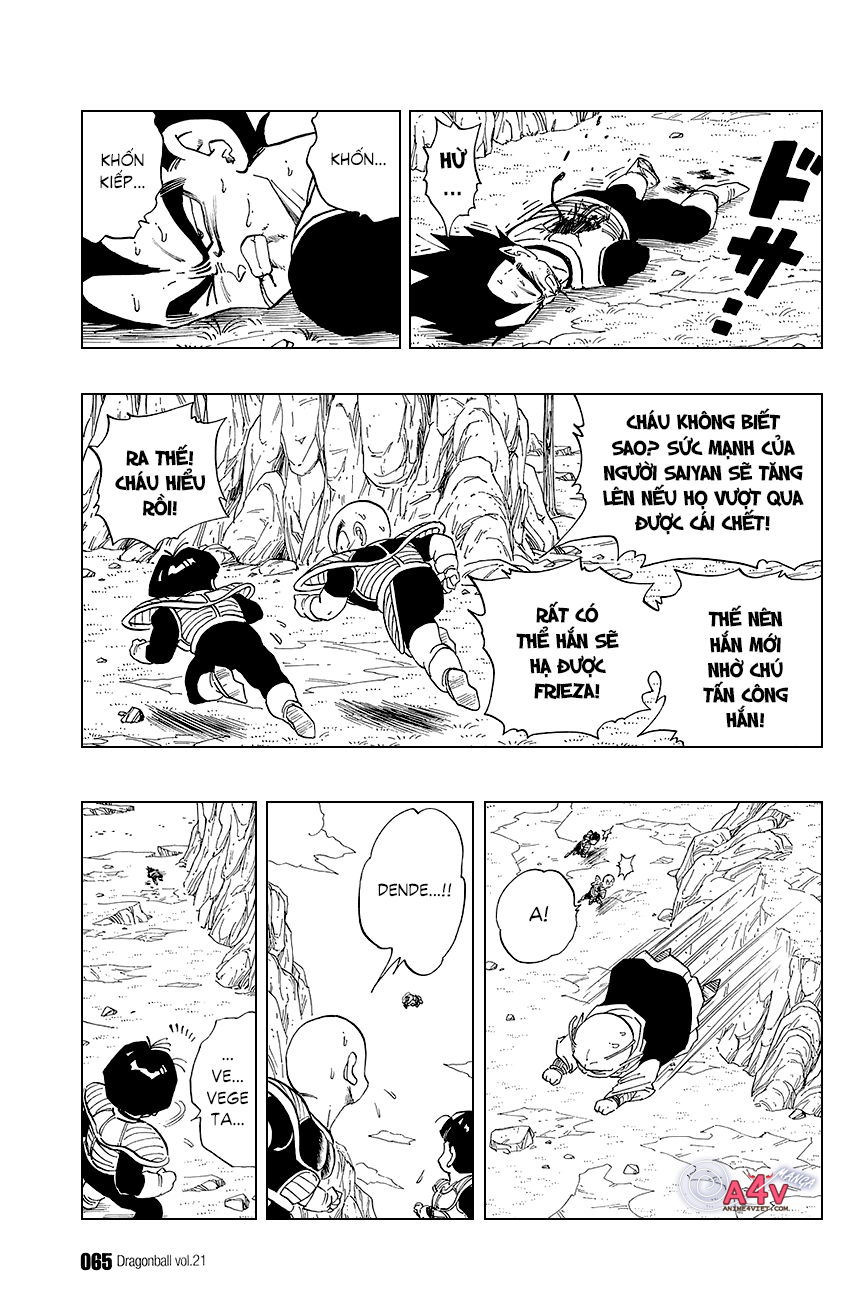 HỪ
...
ドサ…
KHỐN...
KHỐN
KIẾP...
CHÁU KHÔNG BIẾT
SAO? SỨC MẠNH CỦA
NGƯỜI SAIYAN SẼ TĂNG
LÊN NẾU HỌ VƯỢT QUA
ĐƯỢC CÁI CHẾT!
THẾ NÊN
HẮN MỚI
NHỜ CHÚ
TẤN CÔNG
HẮN!
RẤT CÓ
THỂ HẮN SẼ
HẠ ĐƯỢC
FRIEZA!
RA THẾ!
CHÁU HIỂU
RỒI!
A!
DENDE...!!
...
VE...
VEGE
TA...
MANGA
A4V
ANIME4VIET.COM
065 Dragonball vol.21